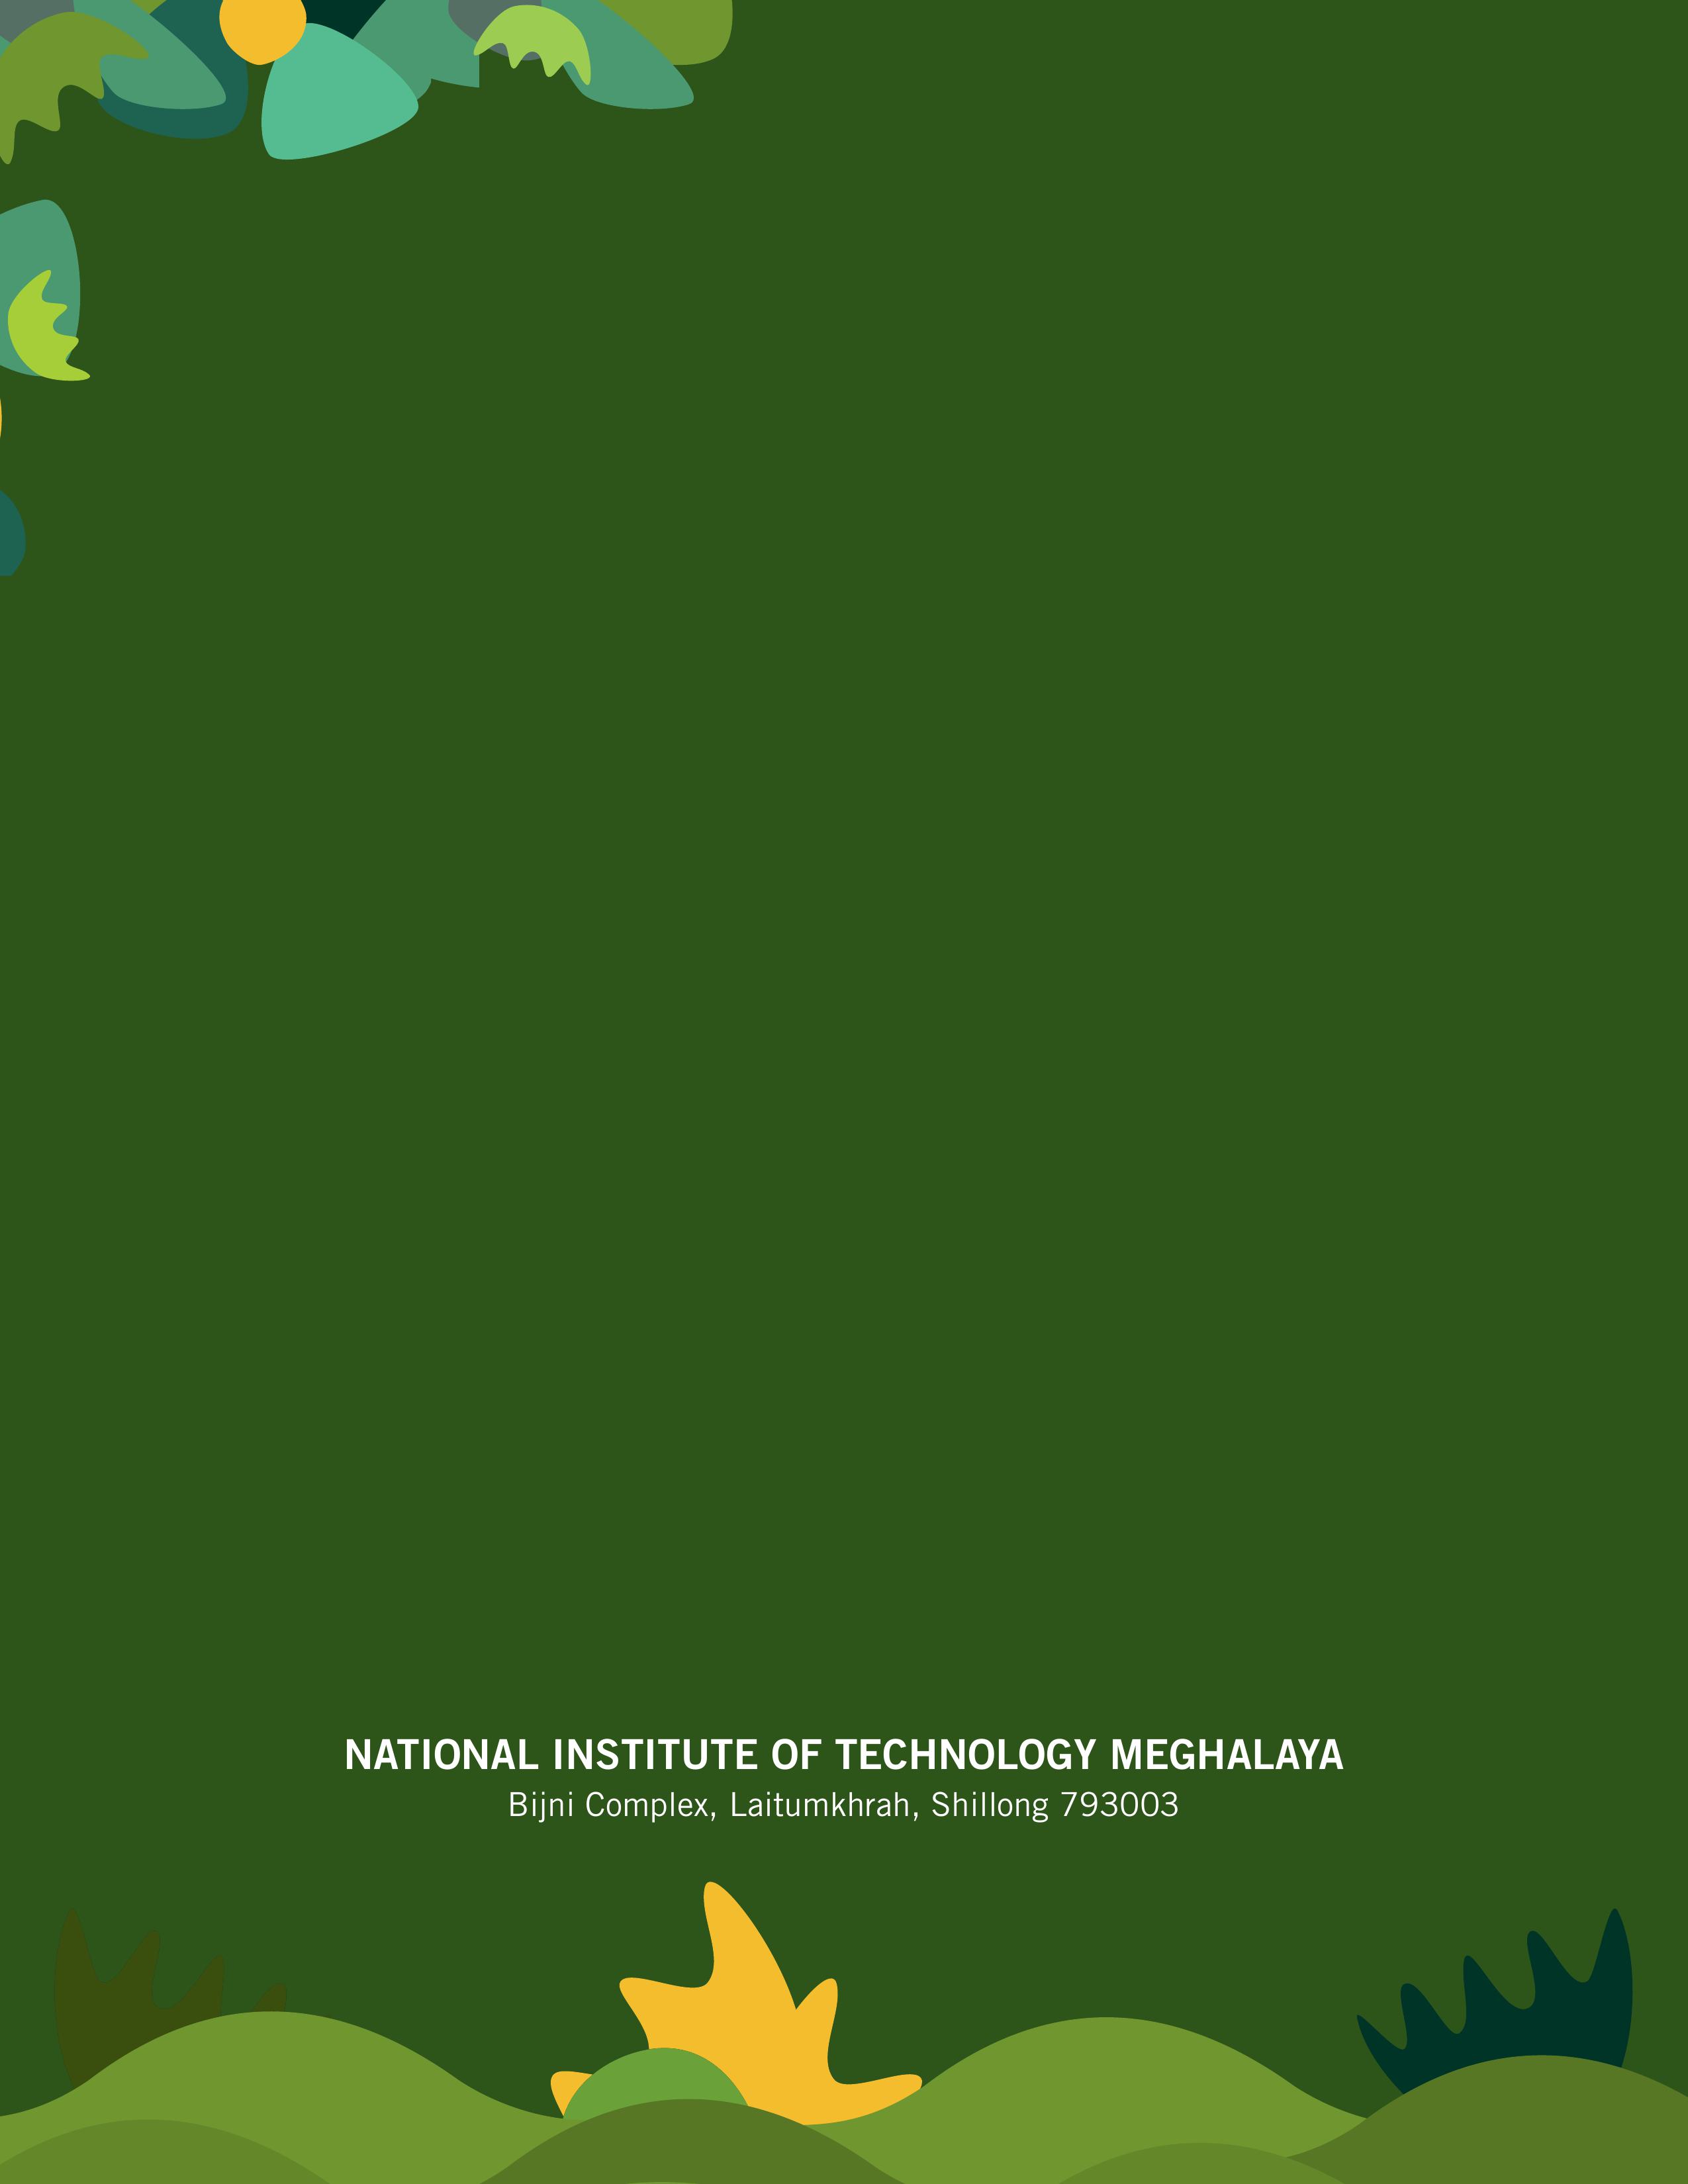 NATIONAL INSTITUTE OF TECHNOLOGY MEGHALAYA
Bijni Complex, Laitumkhrah, Shillong 793003